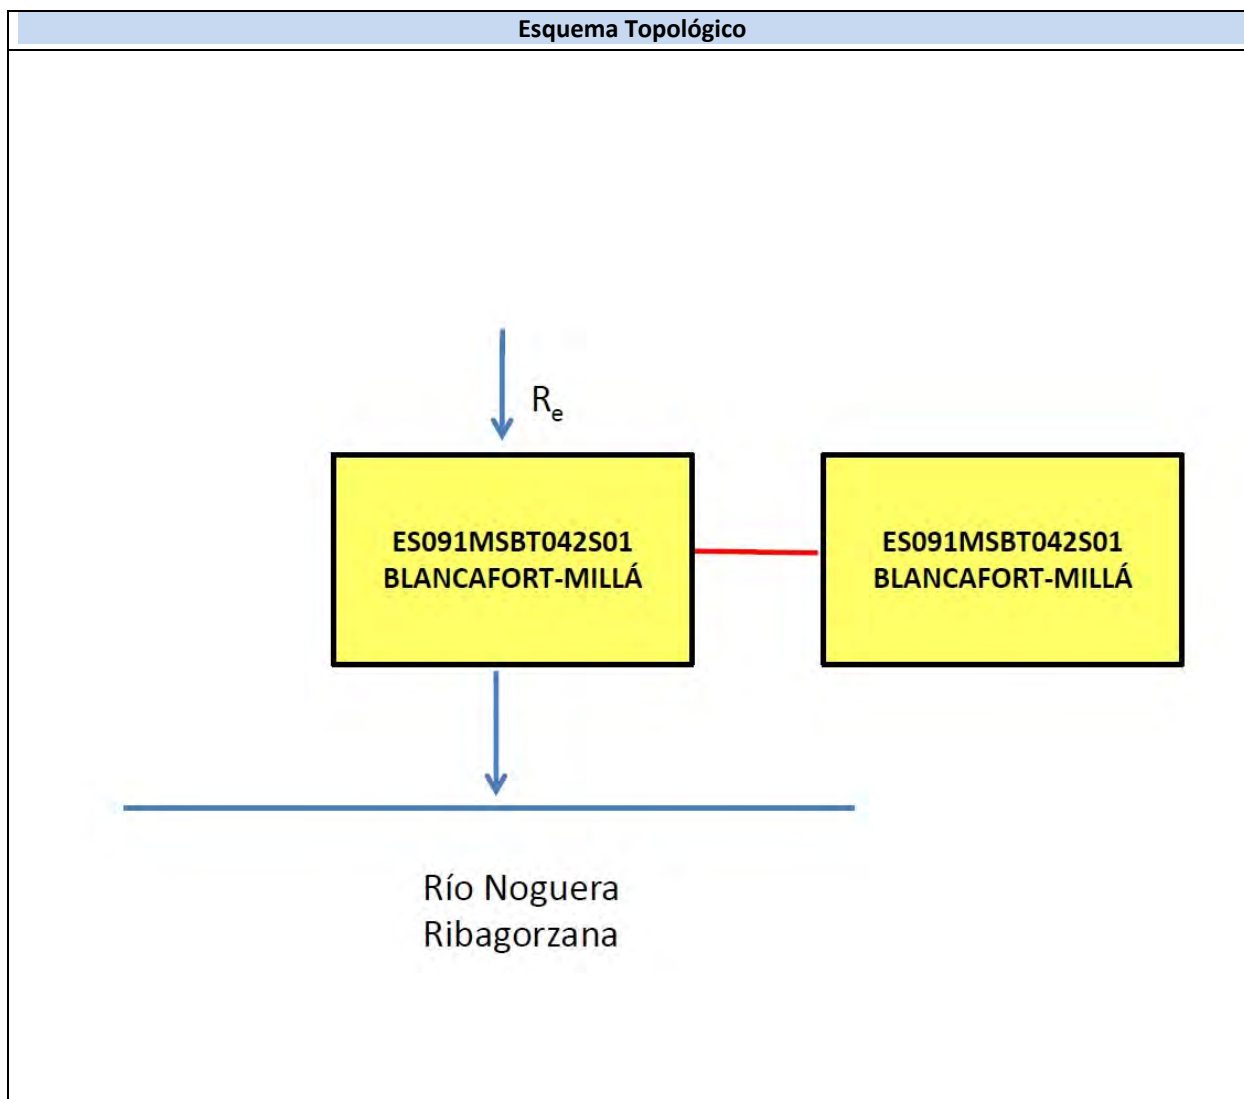 Esquema Topológico
Re
ES091MSBT042S01
BLANCAFORT-MILLÁ
ES091MSBT042S01
BLANCAFORT-MILLÁ
Río Noguera
Ribagorzana